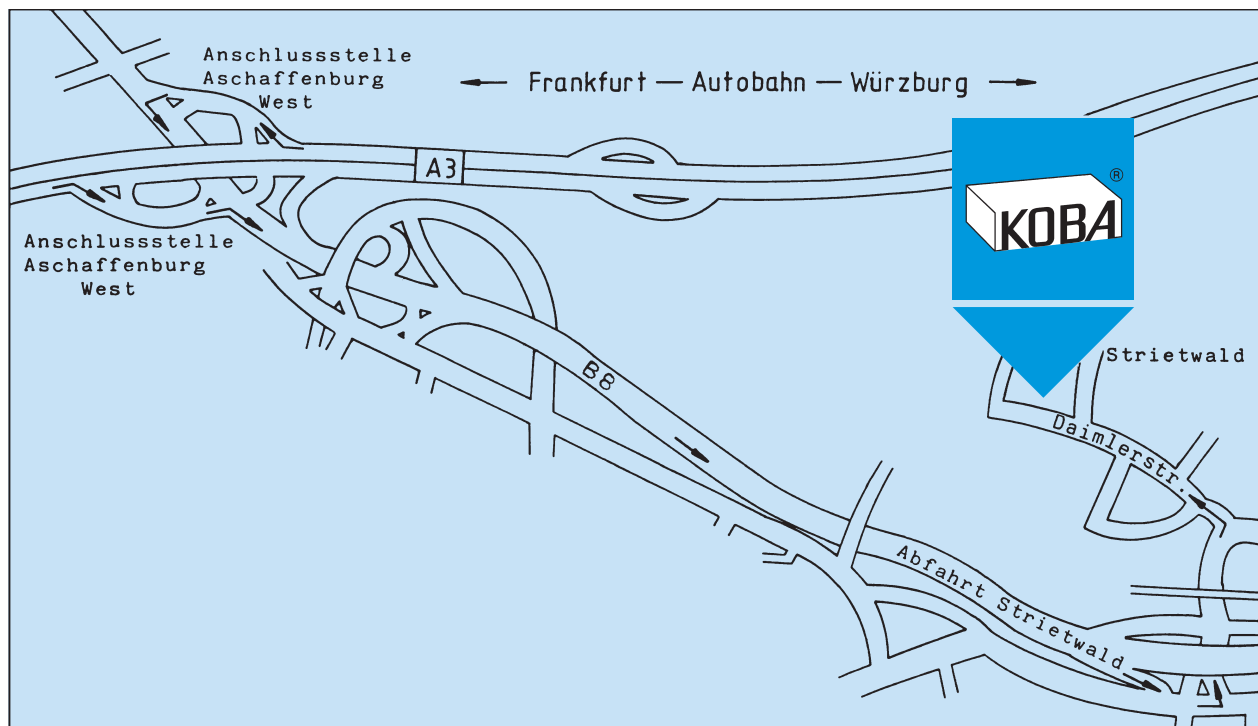 Anschlussstelle
Aschaffenburg
West
← Frankfurt — Autobahn — Würzburg →
A3
®
KOBA
Anschlussstelle
Aschaffenburg
West
Strietwald
B8
Daimlerstr.
Abfahrt Strietwald